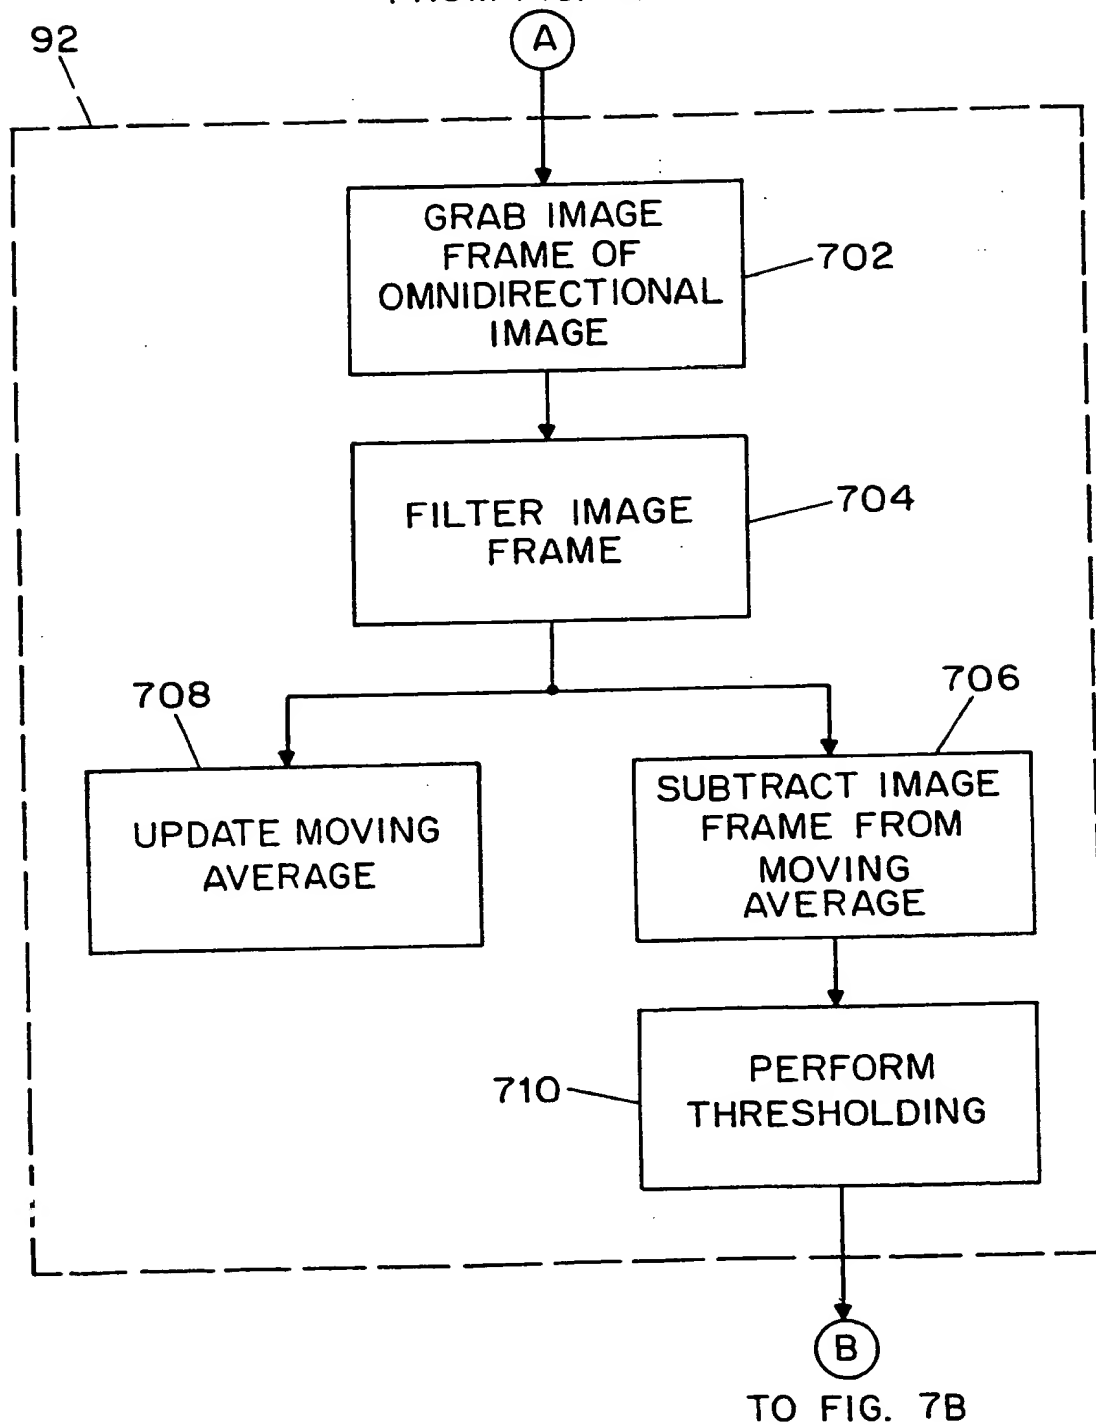 92
A
GRAB IMAGE
FRAME OF
OMNIDIRECTIONAL
IMAGE
702
FILTER IMAGE
FRAME
704
708
706
UPDATE MOVING
AVERAGE
SUBTRACT IMAGE
FRAME FROM
MOVING
AVERAGE
710
PERFORM
THRESHOLDING
B
TO FIG. 7B